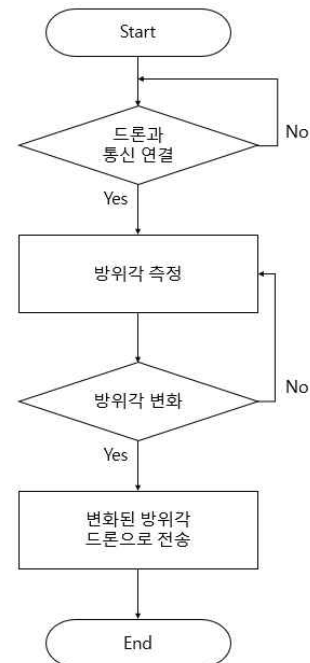 Start
드론과
통신 연결
No
Yes
방위각 측정
방위각 변화
No
Yes
변화된 방위각
드론으로 전송
End